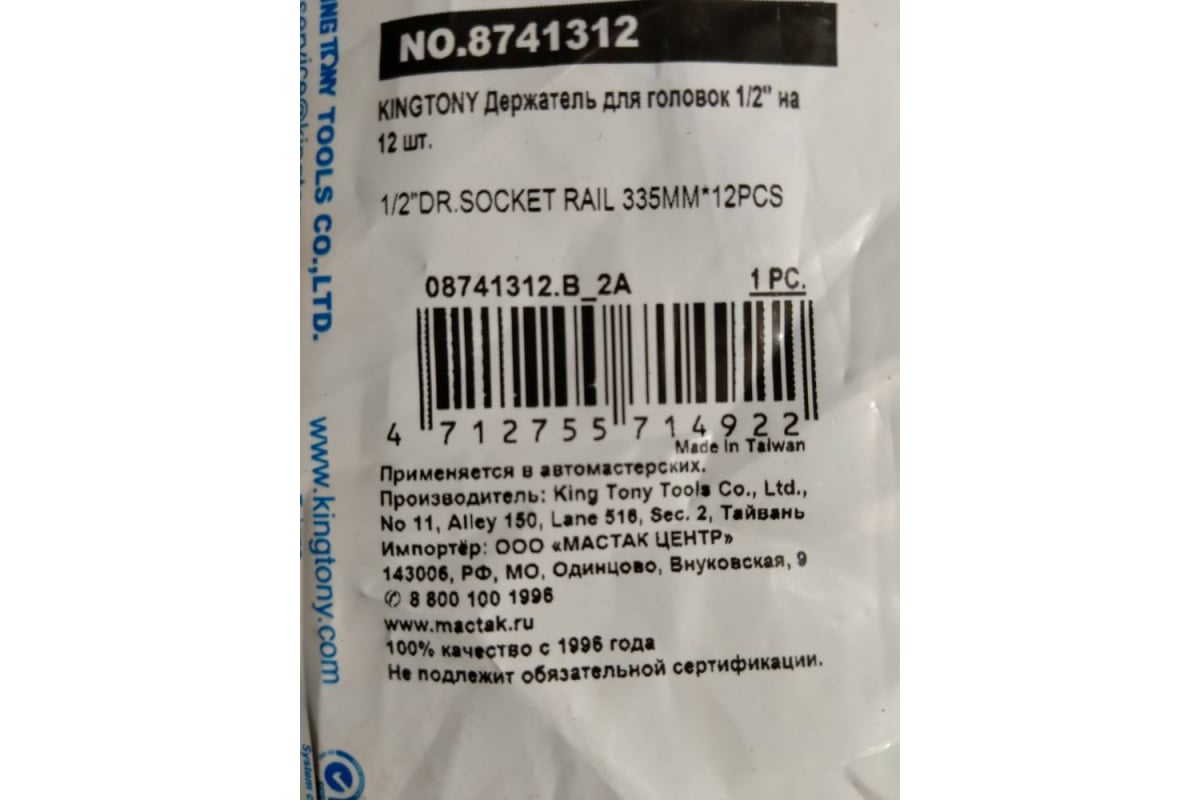 NO.8741312
KINGTONY Держатель для головок 1/2" на
12 шт.
1/2"DR.SOCKET RAIL 335MM*12PCS
08741312.B_2A
1 PC.
4 712755 714922
Made in Taiwan
Применяется в автомастерских.
Производитель: King Tony Tools Co., Ltd.,
No 11, Alley 150, Lane 516, Sec. 2, Тайвань
Импортёр: ООО «МАСТАК ЦЕНТР»
143006, РФ, МО, Одинцово, Внуковская, 9
✆ 8 800 100 1996
www.mactak.ru
100% качество с 1996 года
Не подлежит обязательной сертификации.
KING TONY TOOLS CO.,LTD.
www.kingtony.com